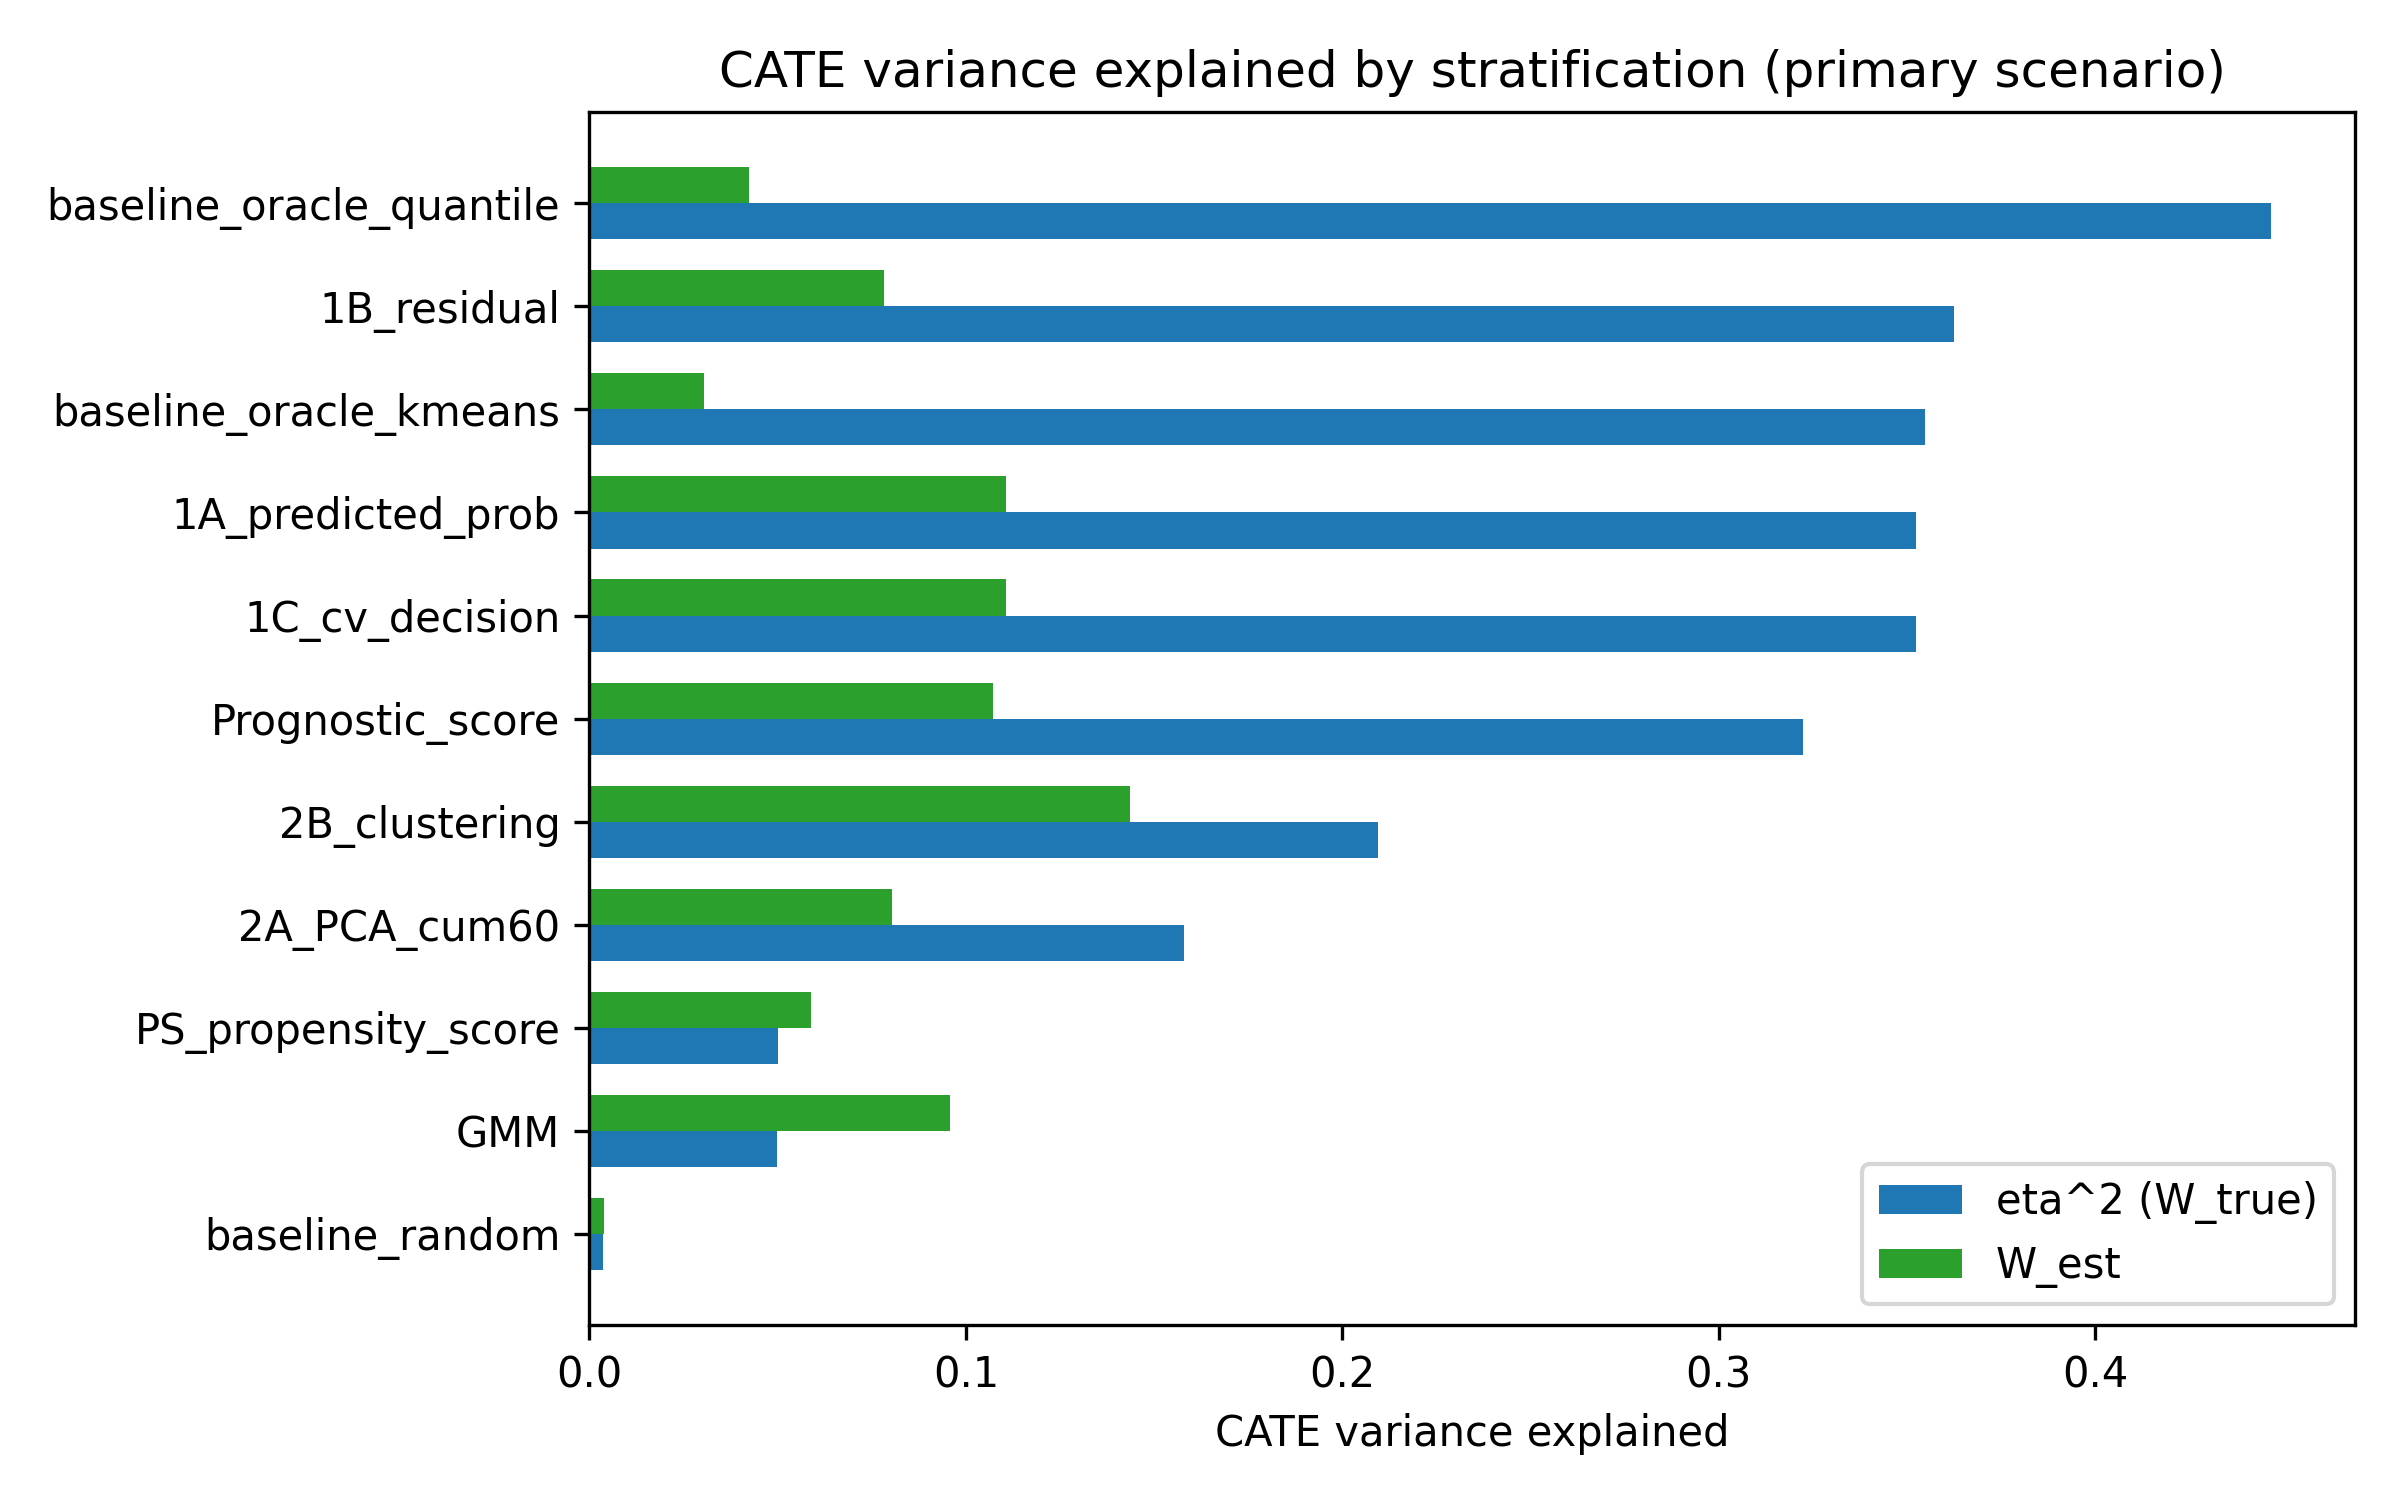 CATE variance explained by stratification (primary scenario)
baseline_oracle_quantile
1B_residual
baseline_oracle_kmeans
1A_predicted_prob
1C_cv_decision
Prognostic_score
2B_clustering
2A_PCA_cum60
PS_propensity_score
GMM
baseline_random
eta^2 (W_true)
W_est
0.0 0.1 0.2 0.3 0.4
CATE variance explained